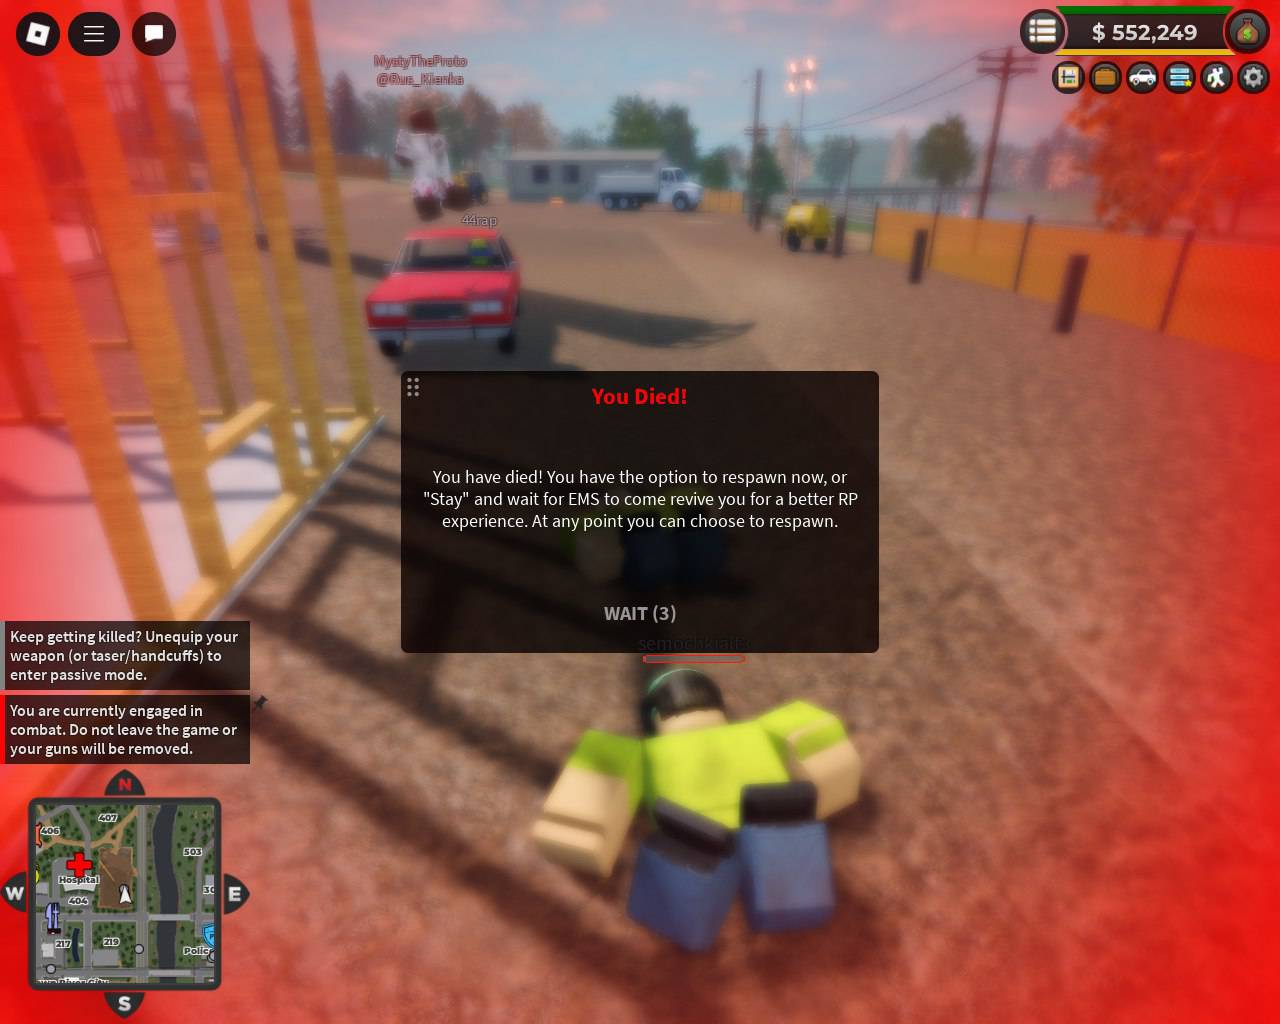 $ 552,249
MystyTheProto
@Rus_Kienka
44rap
You Died!
You have died! You have the option to respawn now, or
"Stay" and wait for EMS to come revive you for a better RP
experience. At any point you can choose to respawn.
WAIT (3)
Keep getting killed? Unequip your
weapon (or taser/handcuffs) to
enter passive mode.
You are currently engaged in
combat. Do not leave the game or
your guns will be removed.
N
407
406
503
Hospital
W
E
404
217
219
River City
S